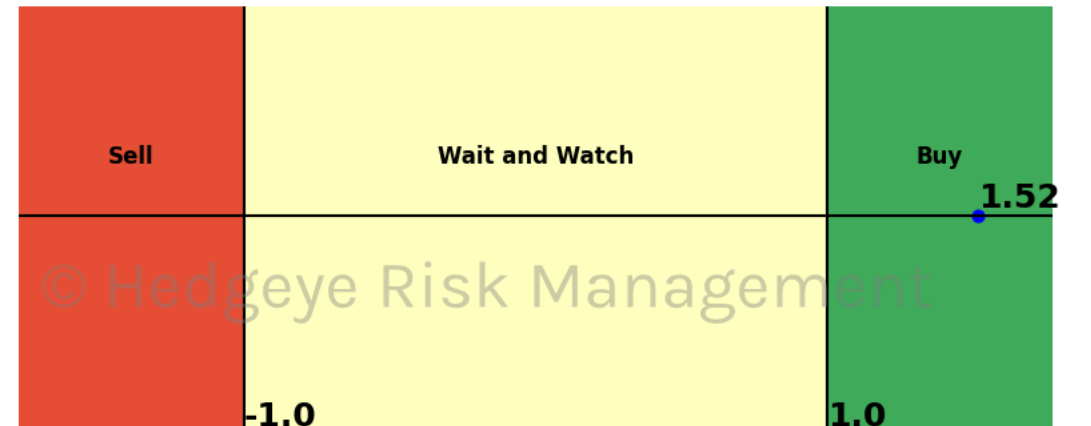 Sell
Wait and Watch
Buy
1.52
© Hedgeye Risk Management
-1.0
1.0